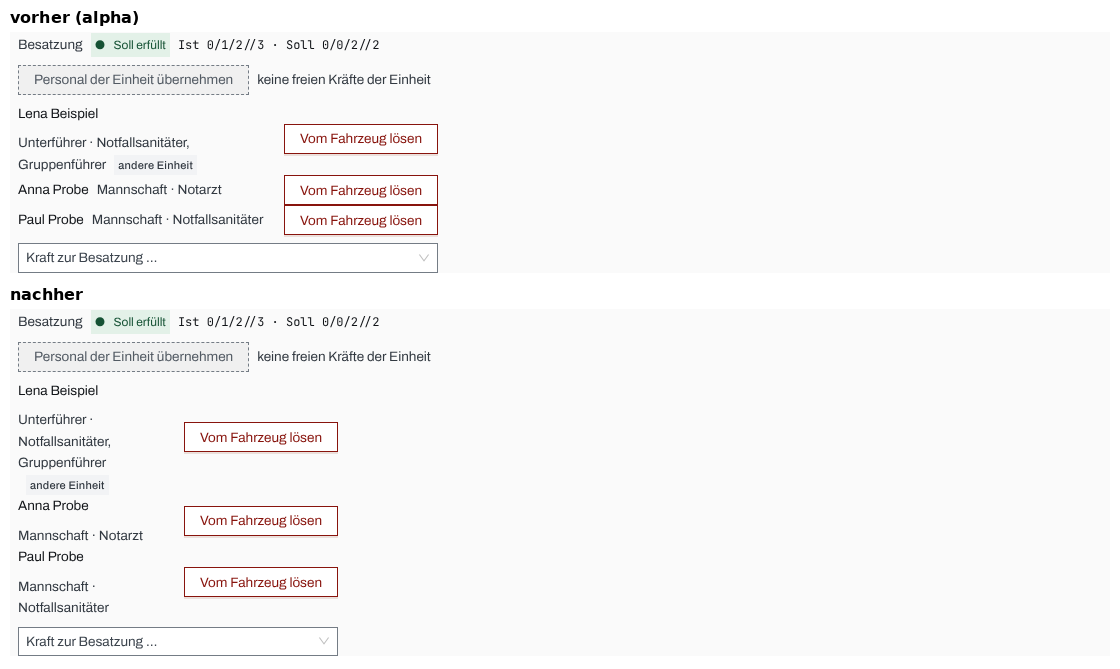 vorher (alpha)
Besatzung Soll erfüllt Ist 0/1/2//3 · Soll 0/0/2//2
Personal der Einheit übernehmen keine freien Kräfte der Einheit
Lena Beispiel
Unterführer · Notfallsanitäter,
Gruppenführer andere Einheit
Vom Fahrzeug lösen
Anna Probe Mannschaft · Notarzt Vom Fahrzeug lösen
Paul Probe Mannschaft · Notfallsanitäter Vom Fahrzeug lösen
Kraft zur Besatzung ...
nachher
Besatzung Soll erfüllt Ist 0/1/2//3 · Soll 0/0/2//2
Personal der Einheit übernehmen keine freien Kräfte der Einheit
Lena Beispiel
Unterführer ·
Notfallsanitäter,
Gruppenführer
andere Einheit
Vom Fahrzeug lösen
Anna Probe
Mannschaft · Notarzt
Vom Fahrzeug lösen
Paul Probe
Mannschaft ·
Notfallsanitäter
Vom Fahrzeug lösen
Kraft zur Besatzung ...